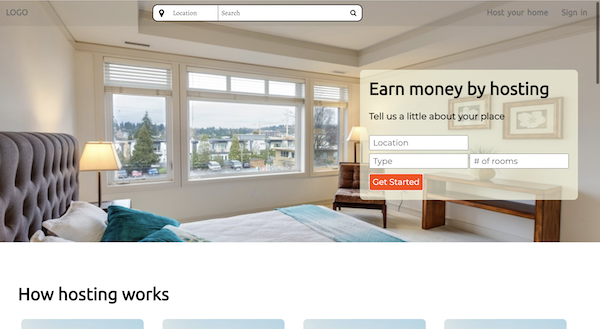 LOGO
Location
Search
Host your home
Sign in
Earn money by hosting
Tell us a little about your place
Location
Type
# of rooms
Get Started
How hosting works